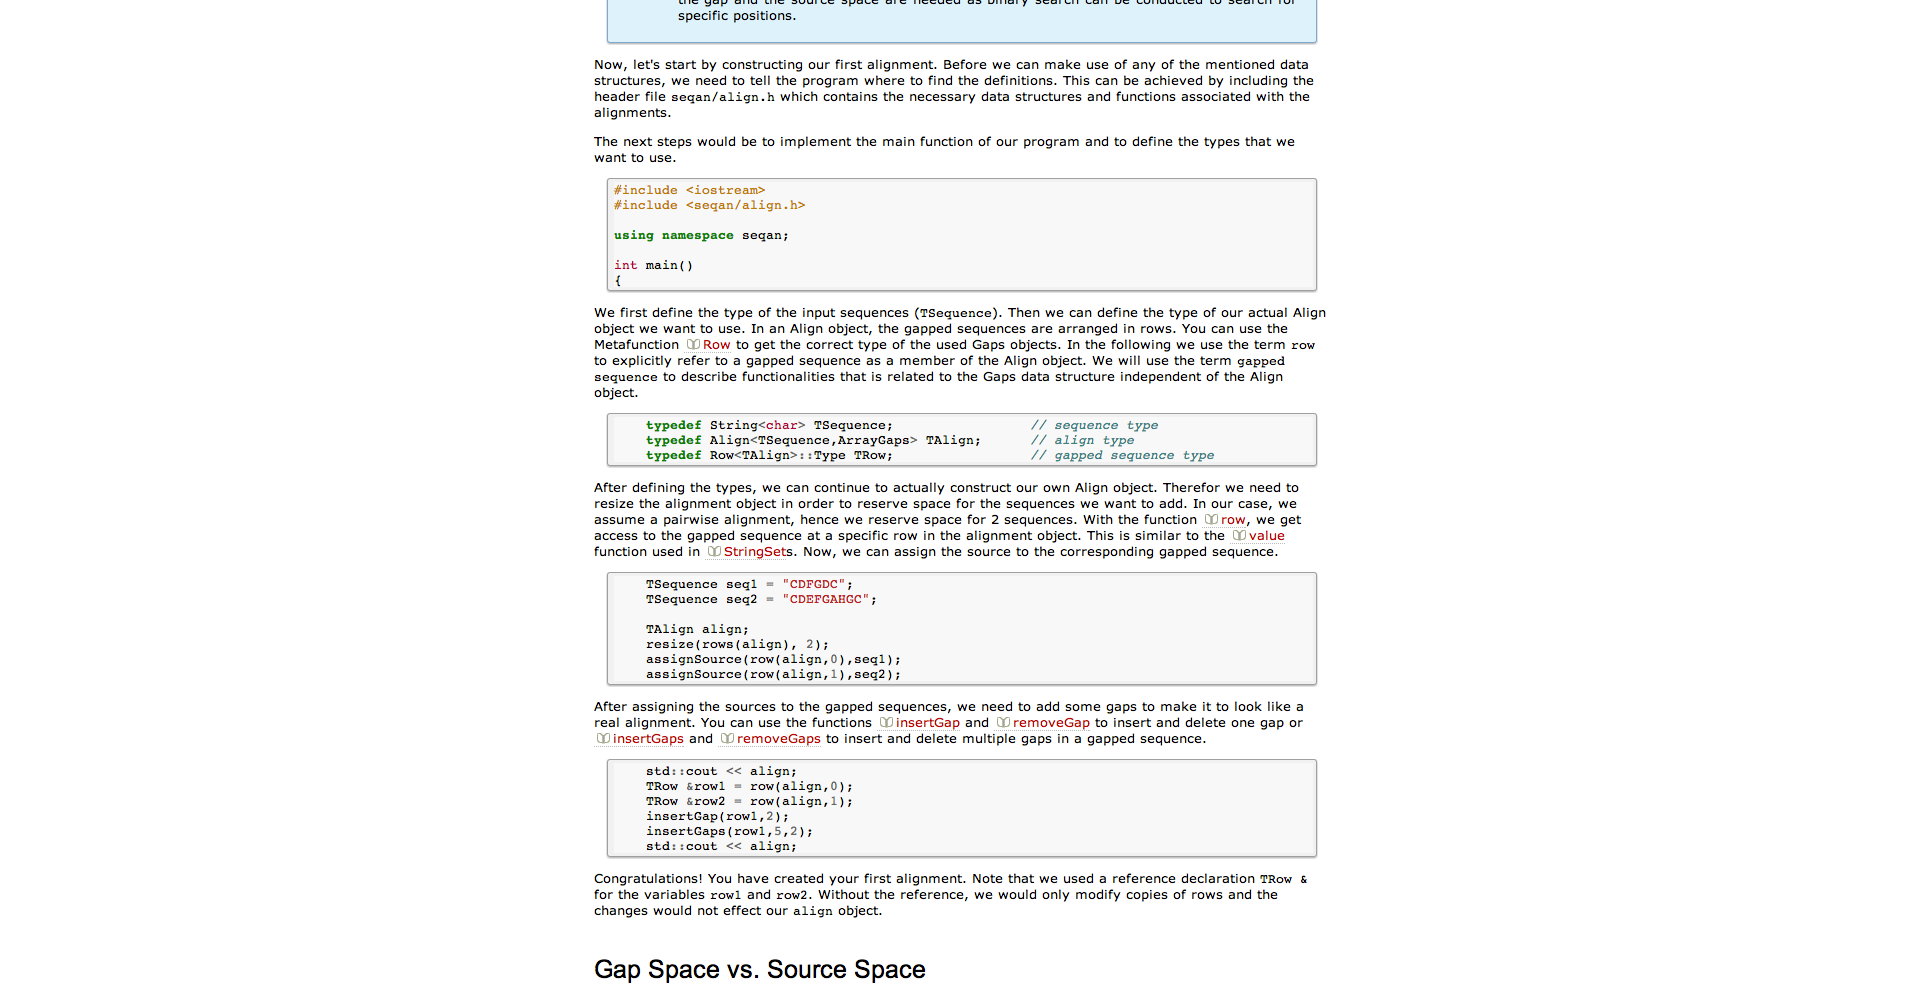 the gap and the source space are needed as binary search can be conducted to search for
specific positions.
Now, let's start by constructing our first alignment. Before we can make use of any of the mentioned data
structures, we need to tell the program where to find the definitions. This can be achieved by including the
header file seqan/align.h which contains the necessary data structures and functions associated with the
alignments.
The next steps would be to implement the main function of our program and to define the types that we
want to use.
#include <iostream>
#include <seqan/align.h>
using namespace seqan;
int main()
{
We first define the type of the input sequences (TSequence). Then we can define the type of our actual Align
object we want to use. In an Align object, the gapped sequences are arranged in rows. You can use the
Metafunction Row to get the correct type of the used Gaps objects. In the following we use the term row
to explicitly refer to a gapped sequence as a member of the Align object. We will use the term gapped
sequence to describe functionalities that is related to the Gaps data structure independent of the Align
object.
typedef String<char> TSequence; // sequence type
typedef Align<TSequence,ArrayGaps> TAlign; // align type
typedef Row<TAlign>::Type TRow; // gapped sequence type
After defining the types, we can continue to actually construct our own Align object. Therefor we need to
resize the alignment object in order to reserve space for the sequences we want to add. In our case, we
assume a pairwise alignment, hence we reserve space for 2 sequences. With the function row, we get
access to the gapped sequence at a specific row in the alignment object. This is similar to the value
function used in StringSets. Now, we can assign the source to the corresponding gapped sequence.
TSequence seq1 = "CDFGDC";
TSequence seq2 = "CDEFGAHGC";
TAlign align;
resize(rows(align), 2);
assignSource(row(align,0),seq1);
assignSource(row(align,1),seq2);
After assigning the sources to the gapped sequences, we need to add some gaps to make it to look like a
real alignment. You can use the functions insertGap and removeGap to insert and delete one gap or
insertGaps and removeGaps to insert and delete multiple gaps in a gapped sequence.
std::cout << align;
TRow &row1 = row(align,0);
TRow &row2 = row(align,1);
insertGap(row1,2);
insertGaps(row1,5,2);
std::cout << align;
Congratulations! You have created your first alignment. Note that we used a reference declaration TRow &
for the variables row1 and row2. Without the reference, we would only modify copies of rows and the
changes would not effect our align object.
Gap Space vs. Source Space